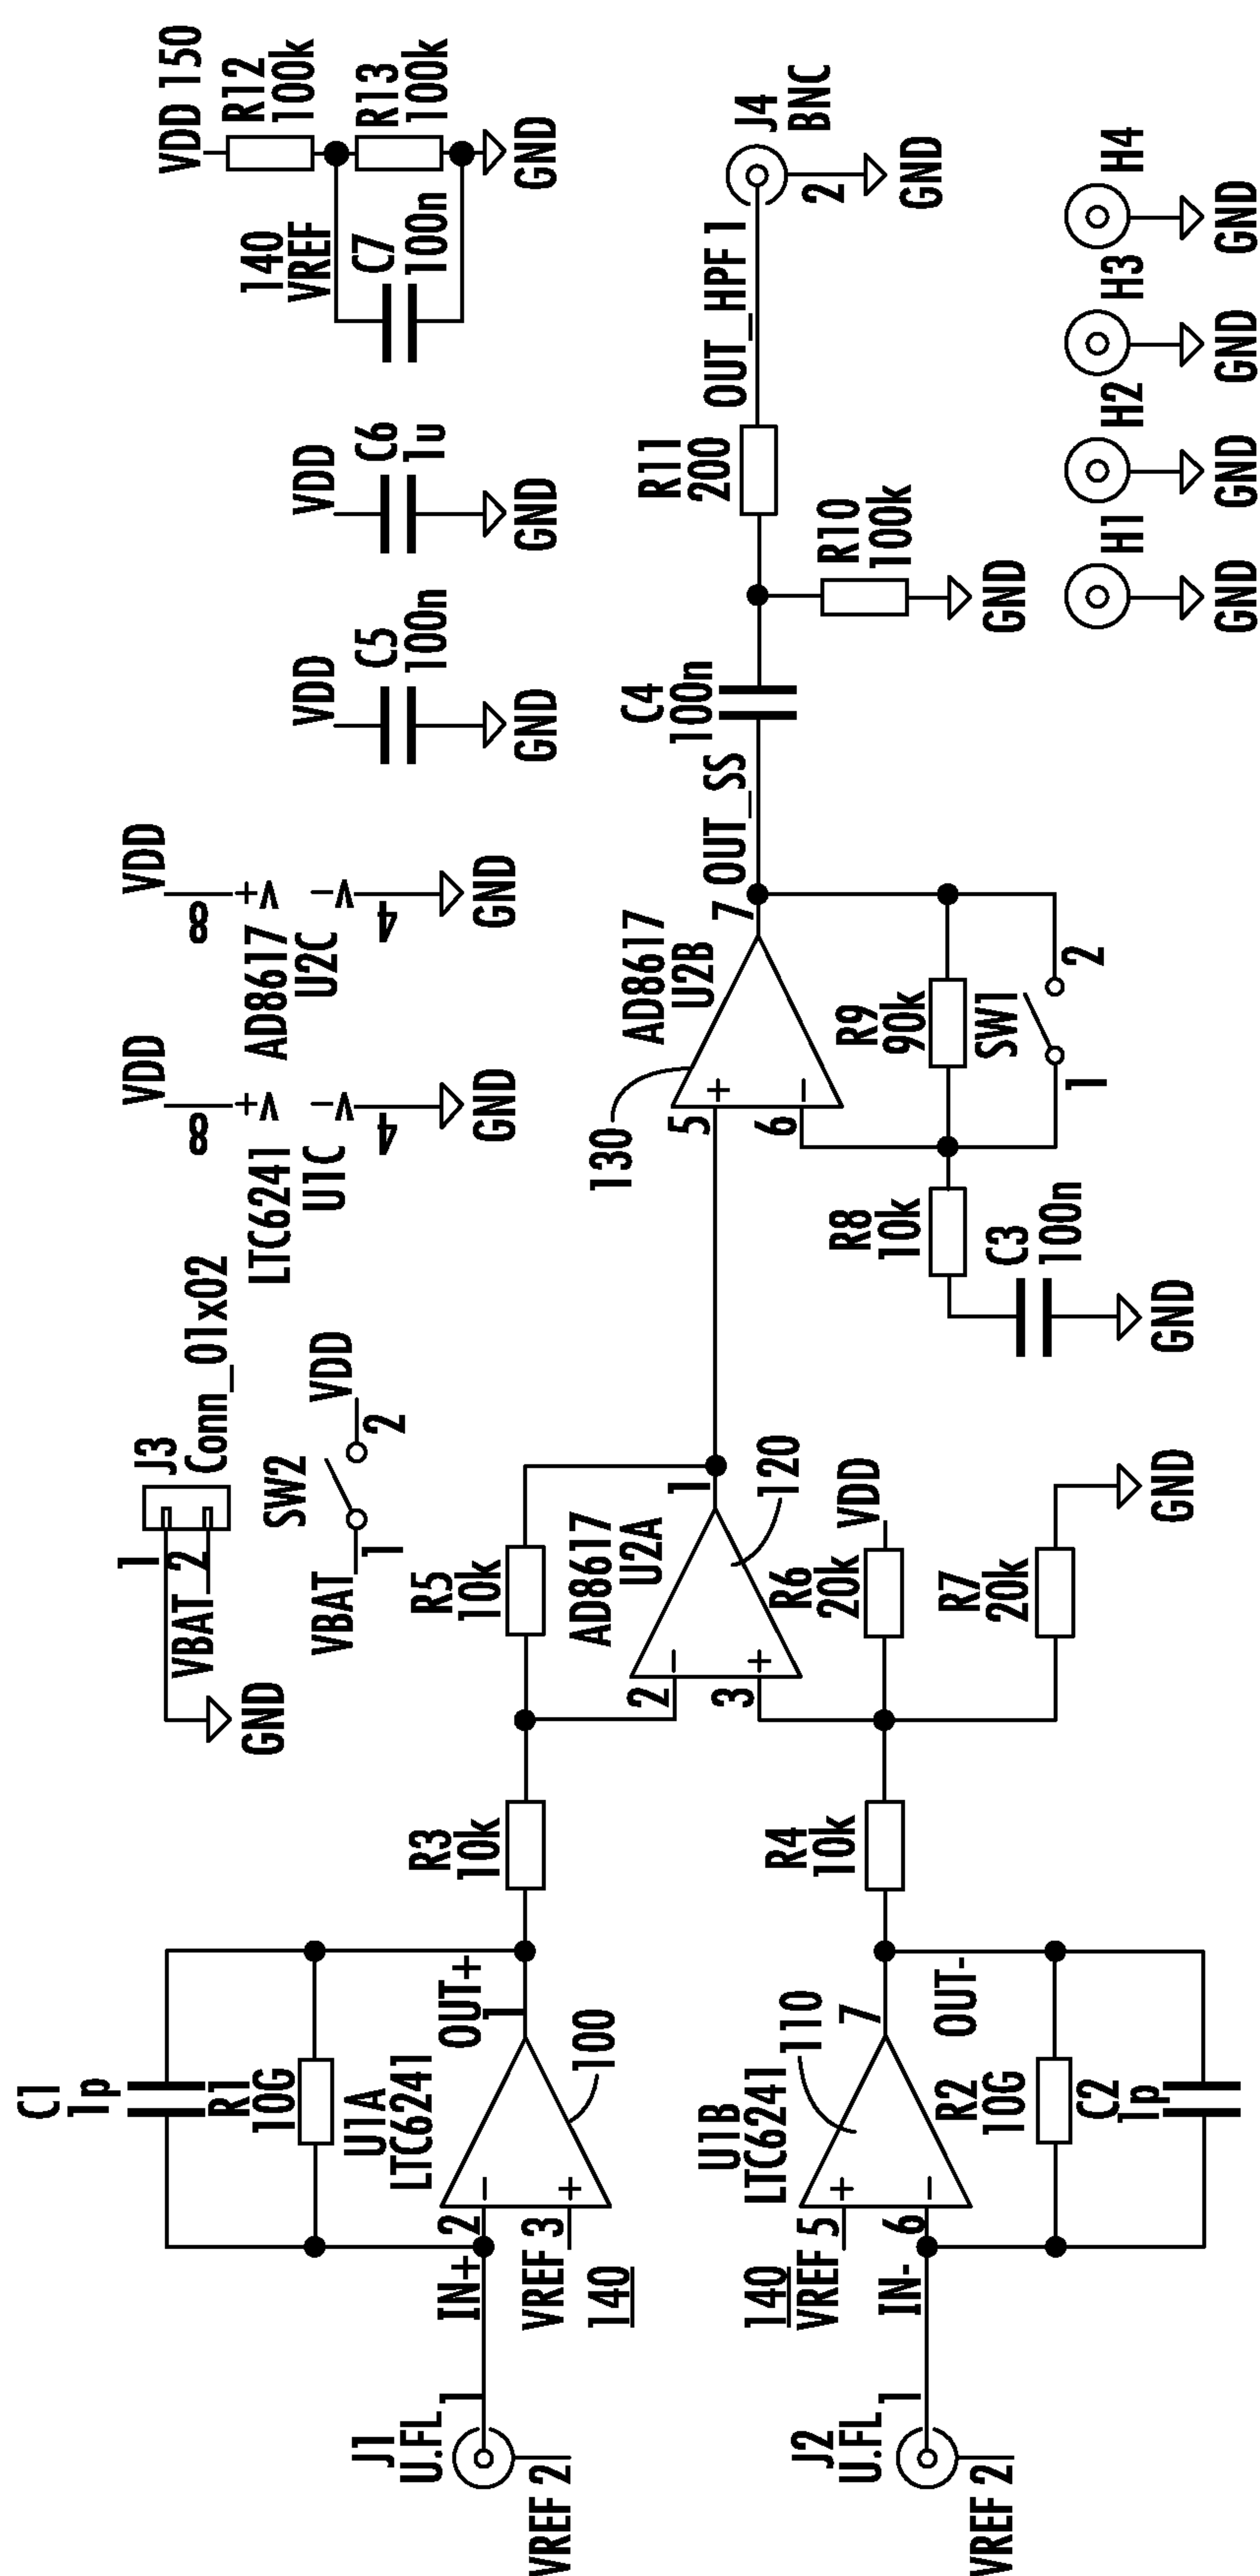 C1
1p
R1
10G
U1A
LTC6241
OUT+
1
100
IN+
2
VREF 3
140
J1
U.FL
1
VREF 2
R3
10k
R5
10k
AD8617
U2A
1
120
2
3
J3
Conn_01x02
1
VBAT 2
GND
SW2
VDD
2
VBAT
1
VDD
8
+V
-V
4
LTC6241
U1C
GND
VDD
8
+V
-V
4
AD8617
U2C
GND
VDD
C5
100n
GND
VDD
C6
1u
GND
VDD 150
R12
100k
140
VREF
R13
100k
C7
100n
GND
U1B
LTC6241
110
7
OUT-
140
VREF 5
IN-
6
J2
U.FL
1
VREF 2
R2
10G
C2
1p
R4
10k
R6
20k
VDD
R7
20k
GND
AD8617
U2B
130
5
6
7
OUT_SS
R9
90k
SW1
1
2
R8
10k
C3
100n
GND
C4
100n
R10
100k
GND
R11
200
OUT_HPF 1
J4
BNC
2
GND
H1
GND
H2
GND
H3
GND
H4
GND